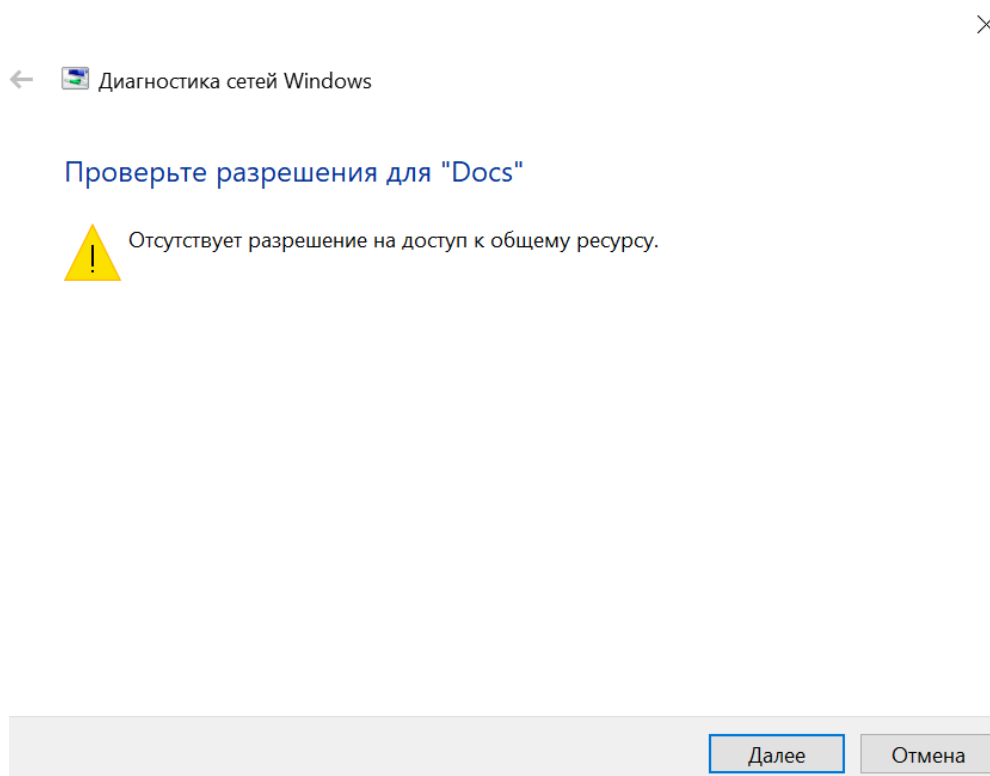 Диагностика сетей Windows
Проверьте разрешения для "Docs"
Отсутствует разрешение на доступ к общему ресурсу.
Далее
Отмена